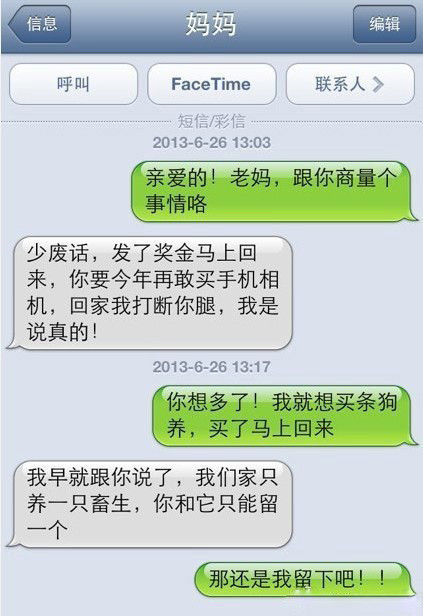 信息
妈妈
编辑
呼叫
FaceTime
联系人
短信/彩信
2013-6-26 13:03
亲爱的！老妈，跟你商量个
事情咯
少废话，发了奖金马上回
来，你要今年再敢买手机相
机，回家我打断你腿，我是
说真的！
2013-6-26 13:17
你想多了！我就想买条狗
养，买了马上回来
我早就跟你说了，我们家只
养一只畜生，你和它只能留
一个
那还是我留下吧！！